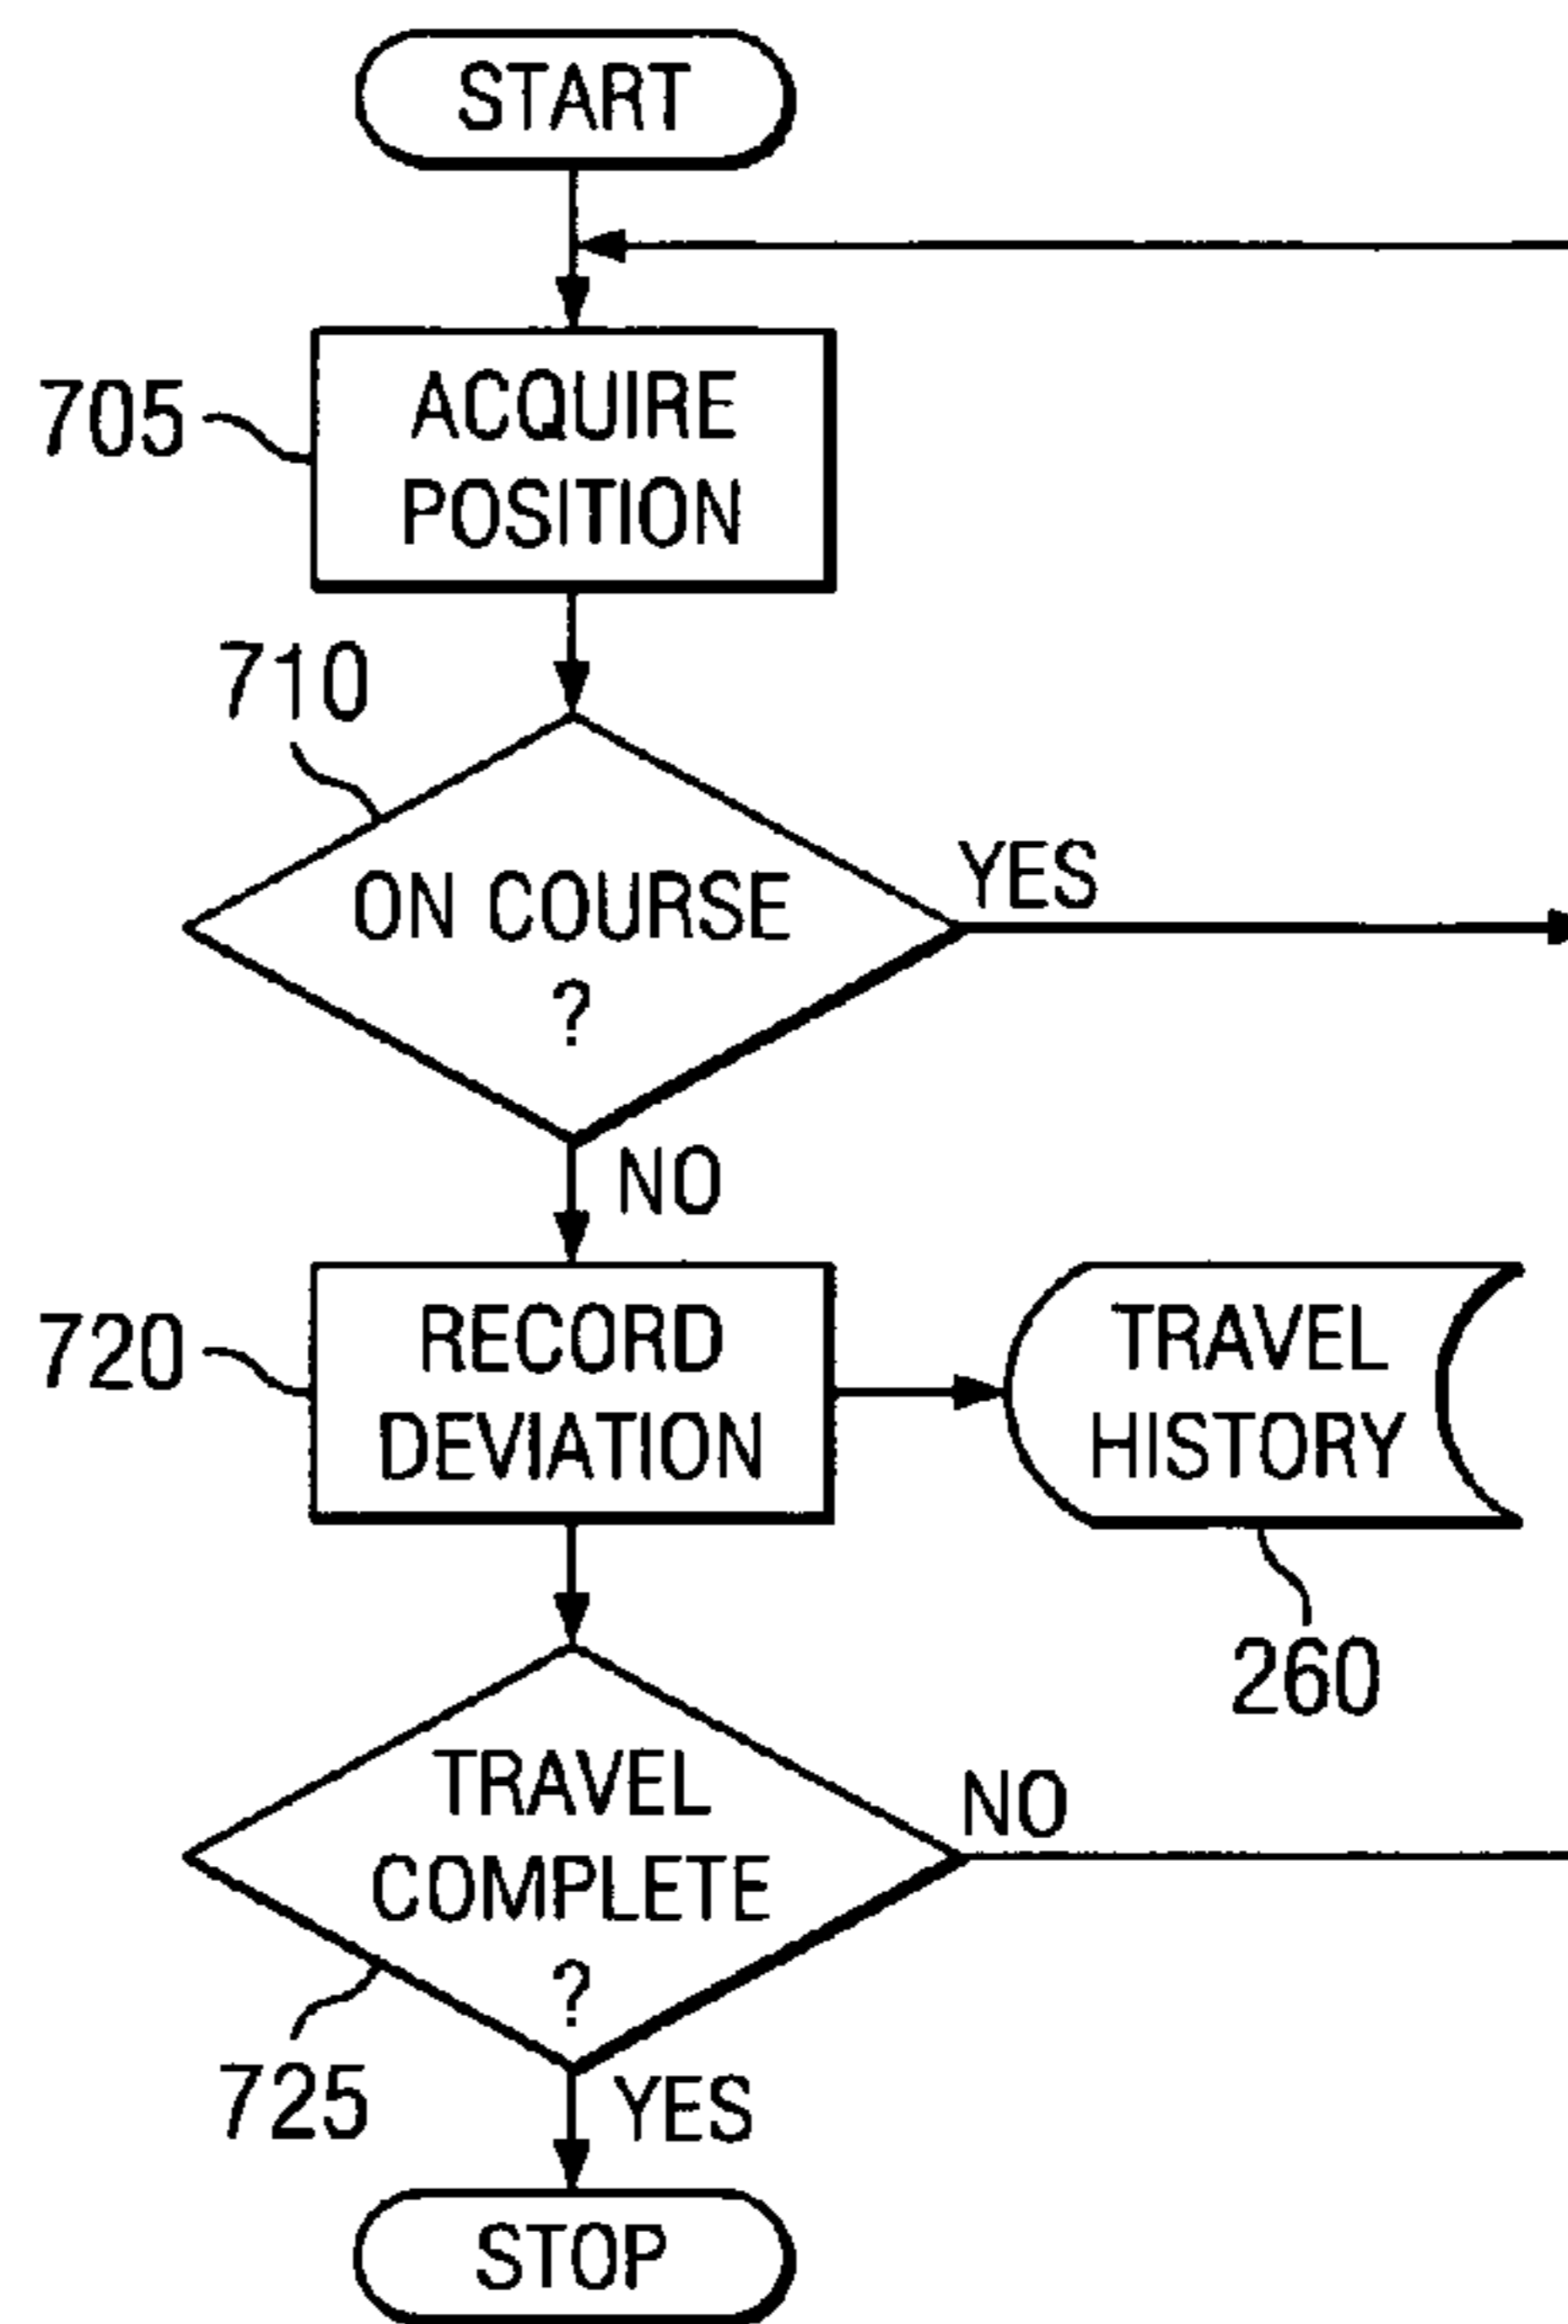 START
705
ACQUIRE
POSITION
710
ON COURSE
?
YES
NO
720
RECORD
DEVIATION
TRAVEL
HISTORY
260
TRAVEL
COMPLETE
?
NO
725
YES
STOP